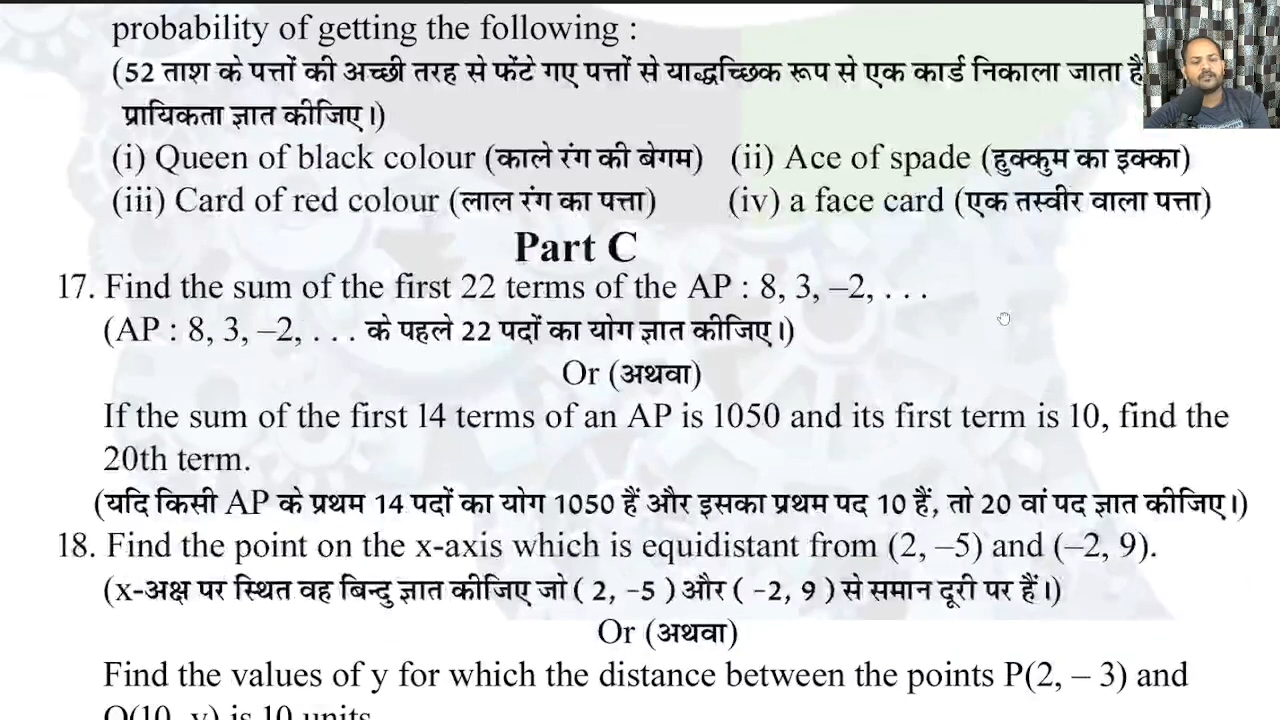 probability of getting the following :
(52 ताश के पत्तों की अच्छी तरह से फेंटे गए पत्तों से याद्धच्छिक रूप से एक कार्ड निकाला जाता है
प्रायिकता ज्ञात कीजिए।)
(i) Queen of black colour (काले रंग की बेगम) (ii) Ace of spade (हुक्कुम का इक्का)
(iii) Card of red colour (लाल रंग का पत्ता) (iv) a face card (एक तस्वीर वाला पत्ता)
Part C
17. Find the sum of the first 22 terms of the AP : 8, 3, –2, . . .
(AP : 8, 3, –2, . . . के पहले 22 पदों का योग ज्ञात कीजिए।)
Or (अथवा)
If the sum of the first 14 terms of an AP is 1050 and its first term is 10, find the
20th term.
(यदि किसी AP के प्रथम 14 पदों का योग 1050 हैं और इसका प्रथम पद 10 हैं, तो 20 वां पद ज्ञात कीजिए।)
18. Find the point on the x-axis which is equidistant from (2, –5) and (–2, 9).
(x-अक्ष पर स्थित वह बिन्दु ज्ञात कीजिए जो ( 2, -5 ) और ( -2, 9 ) से समान दूरी पर हैं।)
Or (अथवा)
Find the values of y for which the distance between the points P(2, – 3) and
Q(10, y) is 10 units